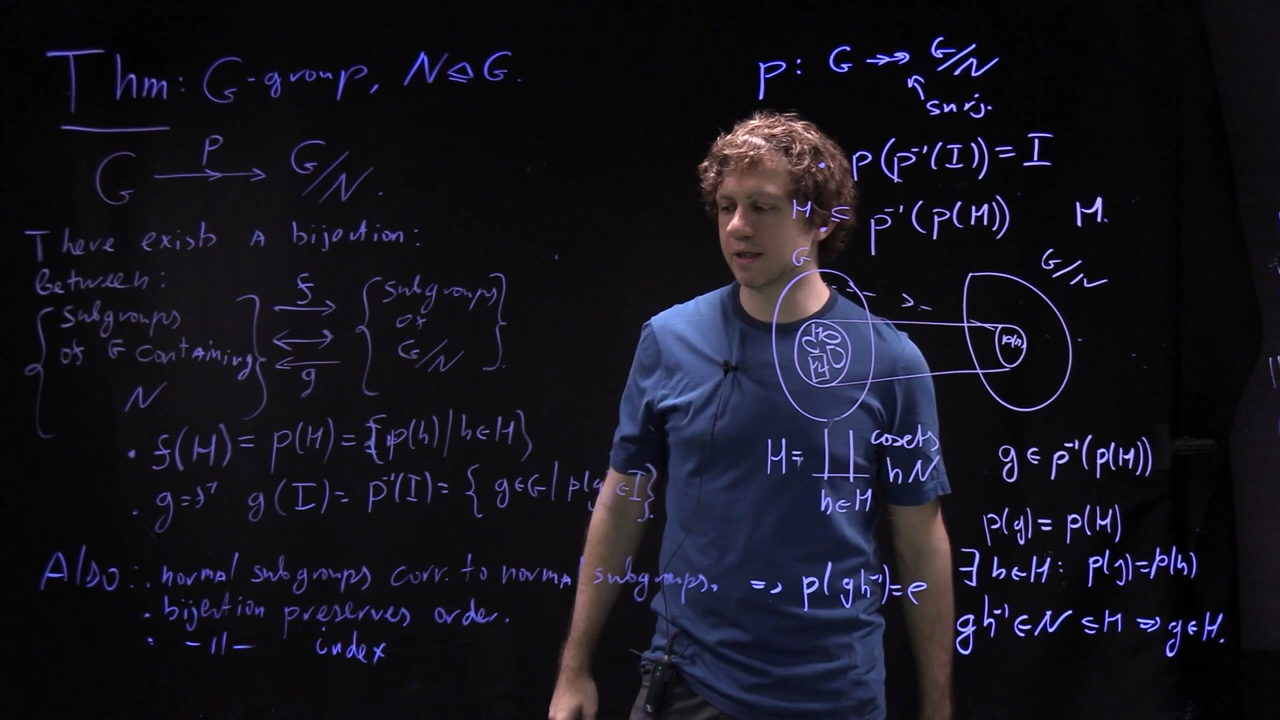 Thm: G-group, N ⊴ G.
G —p→ G/N.
There exist A bijection:
Between:
{ subgroups of G containing N } f → ↔ ← g { subgroups of G/N }.
· f(H) = p(H) = { p(h) | h ∈ H }
· g = f⁻¹ g(I) = p⁻¹(I) = { g ∈ G | p(g) ∈ I }.
Also: · normal subgroups corr. to normal subgroups.
· bijection preserves order.
· –||– index
p: G ↠ G/N
surj.
· p(p⁻¹(I)) = I
H ⊆ p⁻¹(p(H)) H.
G G/N
H
H = ∐ cosets hN
h ∈ H
g ∈ p⁻¹(p(H))
p(g) = p(H)
∃ h ∈ H: p(g) = p(h)
=> p(gh⁻¹) = e
gh⁻¹ ∈ N ⊆ H => g ∈ H.